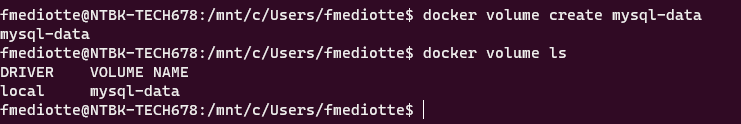 fmediotte@NTBK-TECH678:/mnt/c/Users/fmediotte$ docker volume create mysql-data
mysql-data
fmediotte@NTBK-TECH678:/mnt/c/Users/fmediotte$ docker volume ls
DRIVER    VOLUME NAME
local     mysql-data
fmediotte@NTBK-TECH678:/mnt/c/Users/fmediotte$